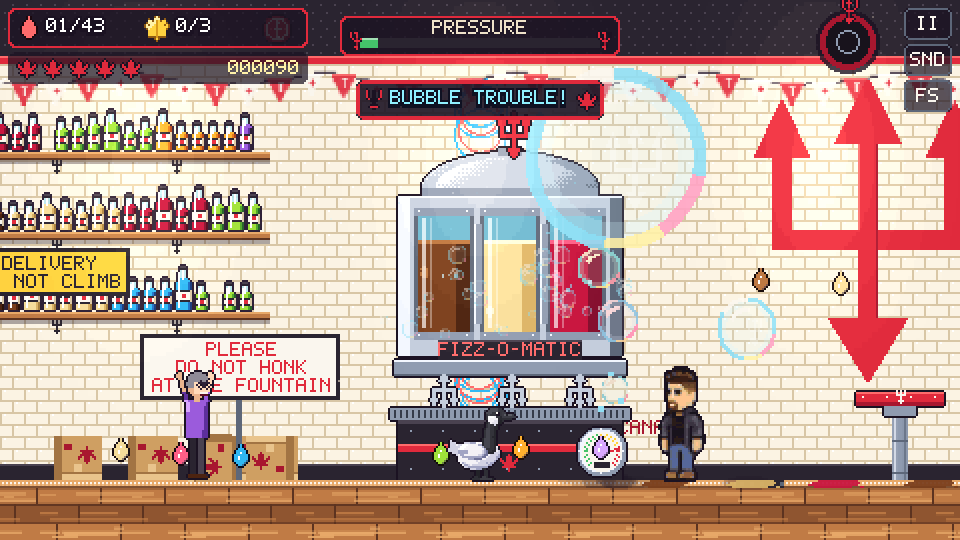 01/43
0/3
PRESSURE
II
SND
FS
000090
BUBBLE TROUBLE!
DELIVERY
NOT CLIMB
PLEASE
DO NOT HONK
AT E FOUNTAIN
FIZZ-O-MATIC
CANA